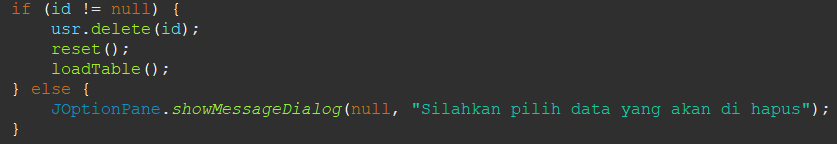 if (id != null) {
    usr.delete(id);
    reset();
    loadTable();
} else {
    JOptionPane.showMessageDialog(null, "Silahkan pilih data yang akan di hapus");
}